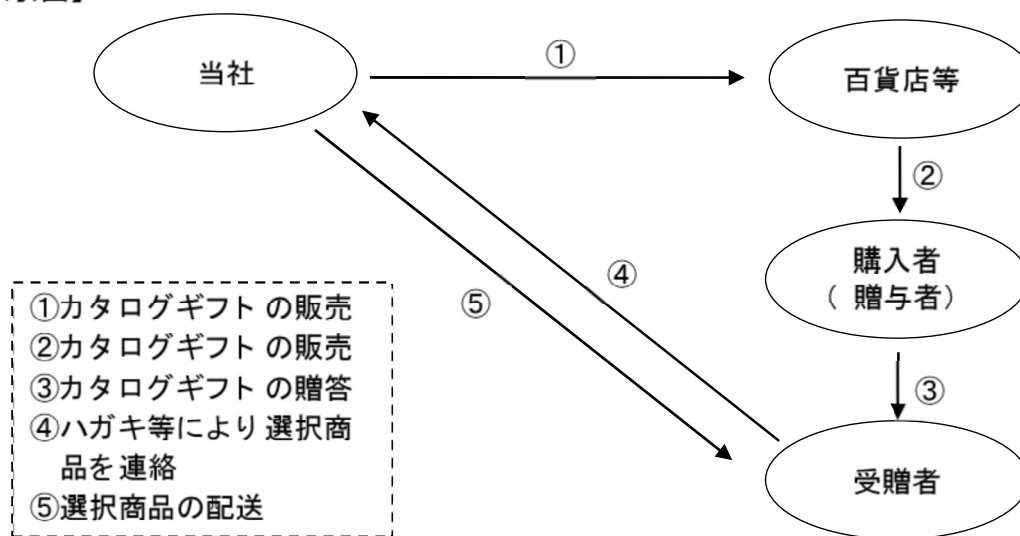 当社
①
百貨店等
②
購入者
（ 贈与者）
④
⑤
③
受贈者
①カタログギフト の販売
②カタログギフト の販売
③カタログギフト の贈答
④ハガキ等により 選択商
品を 連絡
⑤選択商品の配送